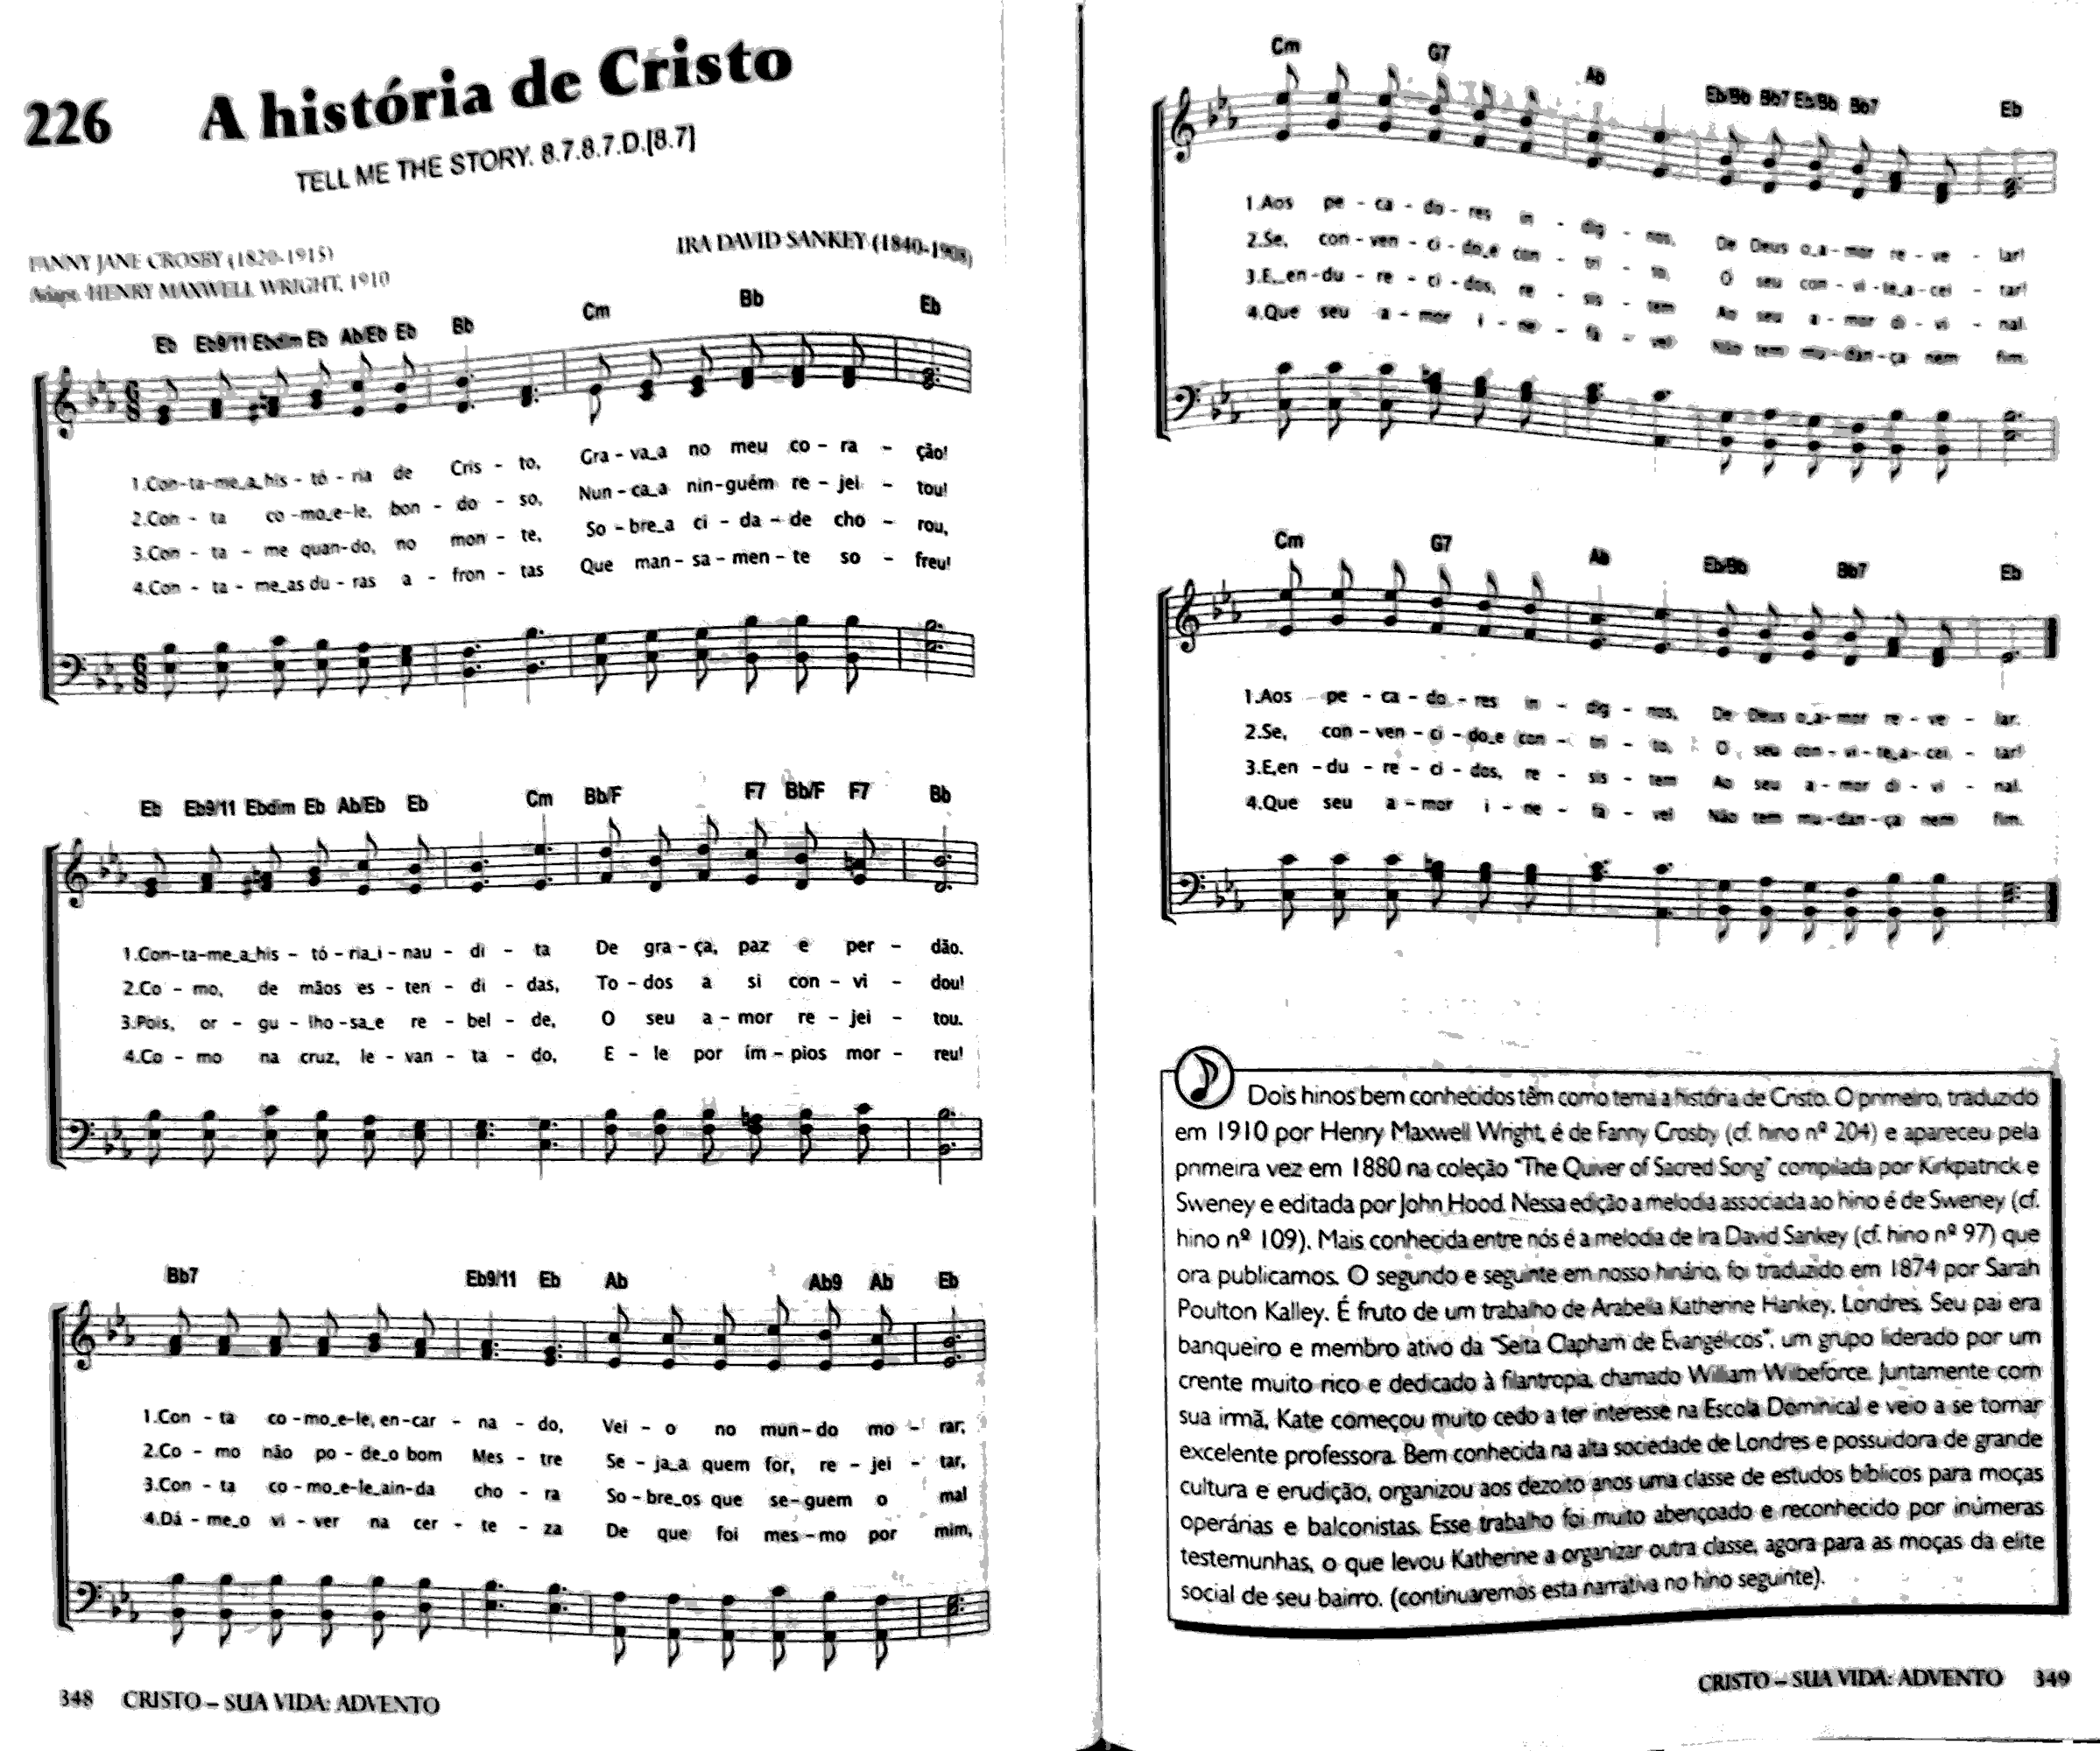 226 A história de Cristo
TELL ME THE STORY. 8.7.8.7.D.[8.7]
FANNY JANE CROSBY (1820-1915)
Adapt. HENRY MAXWELL WRIGHT, 1910
IRA DAVID SANKEY (1840-1908)
Eb Eb9/11 Ebdim Eb Ab/Eb Eb Bb Cm Bb Eb
1.Con-ta-me_a_his - tó - ria de Cris - to, Gra - va_a no meu co - ra - ção!
2.Con - ta co -mo_e-le, bon - do - so, Nun - ca_a nin-guém re - jei - tou!
3.Con - ta - me quan-do, no mon - te, So - bre_a ci - da - de cho - rou,
4.Con - ta - me_as du - ras a - fron - tas Que man - sa - men - te so - freu!
Eb Eb9/11 Ebdim Eb Ab/Eb Eb Cm Bb/F F7 Bb/F F7 Bb
1.Con-ta-me_a_his - tó - ria_i - nau - di - ta De gra - ça, paz e per - dão.
2.Co - mo, de mãos es - ten - di - das, To - dos a si con - vi - dou!
3.Pois, or - gu - lho -sa_e re - bel - de, O seu a - mor re - jei - tou.
4.Co - mo na cruz, le - van - ta - do, E - le por ím - pios mor - reu!
Bb7 Eb9/11 Eb Ab Ab9 Ab Eb
1.Con - ta co -mo_e-le, en-car - na - do, Vei - o no mun-do mo - rar,
2.Co - mo não po - de_o bom Mes - tre Se - ja_a quem for, re - jei - tar,
3.Con - ta co -mo_e-le_ain-da cho - ra So - bre_os que se-guem o mal
4.Dá - me_o vi - ver na cer - te - za De que foi mes - mo por mim,
348 CRISTO – SUA VIDA: ADVENTO
Cm G7 Ab Eb/Bb Bb7 Eb/Bb Bb7 Eb
1.Aos pe - ca - do - res in - dig - nos, De Deus o_a - mor re - ve - lar!
2.Se, con - ven - ci - do_e con - tri - to, O seu con - vi -te_a - cei - tar!
3.E_en-du - re - ci - dos, re - sis - tem Ao seu a - mor di - vi - nal.
4.Que seu a - mor i - ne - fá - vel Não tem mu-dan-ça nem fim.
Cm G7 Ab Eb/Bb Bb7 Eb
1.Aos pe - ca - do - res in - dig - nos, De Deus o_a- mor re - ve - lar.
2.Se, con - ven - ci - do_e con - tri - to, O seu con - vi - te_a- cei - tar!
3.E,en - du - re - ci - dos, re - sis - tem Ao seu a - mor di - vi - nal.
4.Que seu a - mor i - ne - fá - vel Não tem mu-dan-ça nem fim.
Dois hinos bem conhecidos têm como tema a história de Cristo. O primeiro, traduzido
em 1910 por Henry Maxwell Wright, é de Fanny Crosby (cf. hino nº 204) e apareceu pela
primeira vez em 1880 na coleção "The Quiver of Sacred Song" compilada por Kirkpatrick e
Sweney e editada por John Hood. Nessa edição a melodia associada ao hino é de Sweney (cf.
hino nº 109). Mais conhecida entre nós é a melodia de Ira David Sankey (cf. hino nº 97) que
ora publicamos. O segundo e seguinte em nosso hinário, foi traduzido em 1874 por Sarah
Poulton Kalley. É fruto de um trabalho de Arabella Katherine Hankey, Londres. Seu pai era
banqueiro e membro ativo da "Seita Clapham de Evangélicos", um grupo liderado por um
crente muito rico e dedicado à filantropia, chamado William Wilbeforce. Juntamente com
sua irmã, Kate começou muito cedo a ter interesse na Escola Dominical e veio a se tornar
excelente professora. Bem conhecida na alta sociedade de Londres e possuidora de grande
cultura e erudição, organizou aos dezoito anos uma classe de estudos bíblicos para moças
operárias e balconistas. Esse trabalho foi muito abençoado e reconhecido por inúmeras
testemunhas, o que levou Katherine a organizar outra classe, agora para as moças da elite
social de seu bairro. (continuaremos esta narrativa no hino seguinte).
CRISTO – SUA VIDA: ADVENTO 349